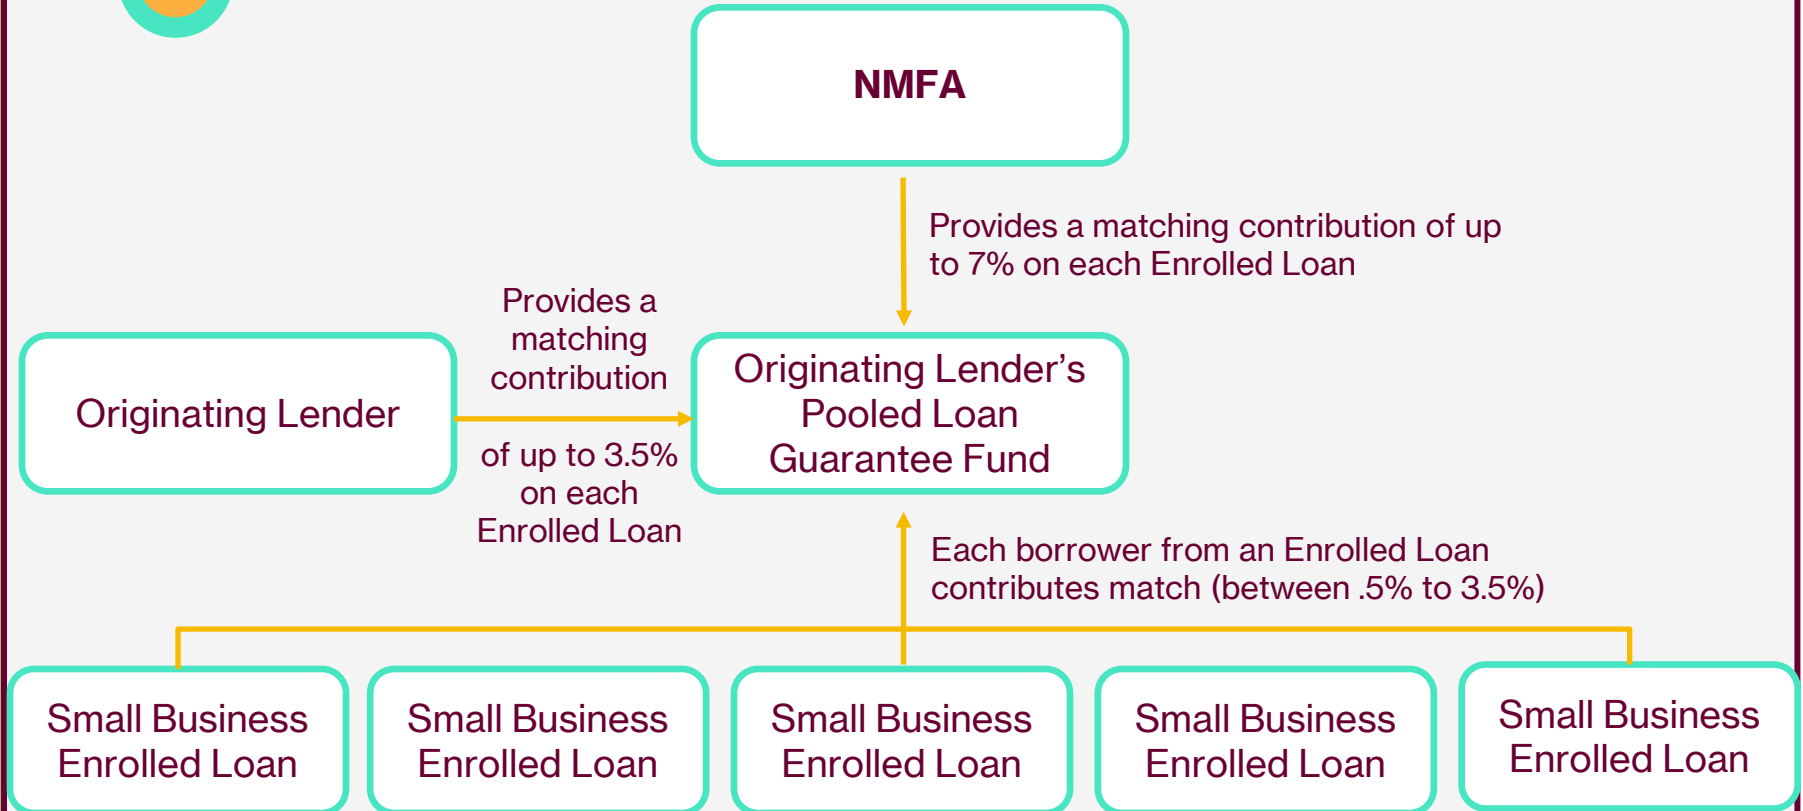 NMFA
Provides a matching contribution of up
to 7% on each Enrolled Loan
Provides a
matching
contribution
of up to 3.5%
on each
Enrolled Loan
Originating Lender
Originating Lender’s
Pooled Loan
Guarantee Fund
Each borrower from an Enrolled Loan
contributes match (between .5% to 3.5%)
Small Business
Enrolled Loan
Small Business
Enrolled Loan
Small Business
Enrolled Loan
Small Business
Enrolled Loan
Small Business
Enrolled Loan